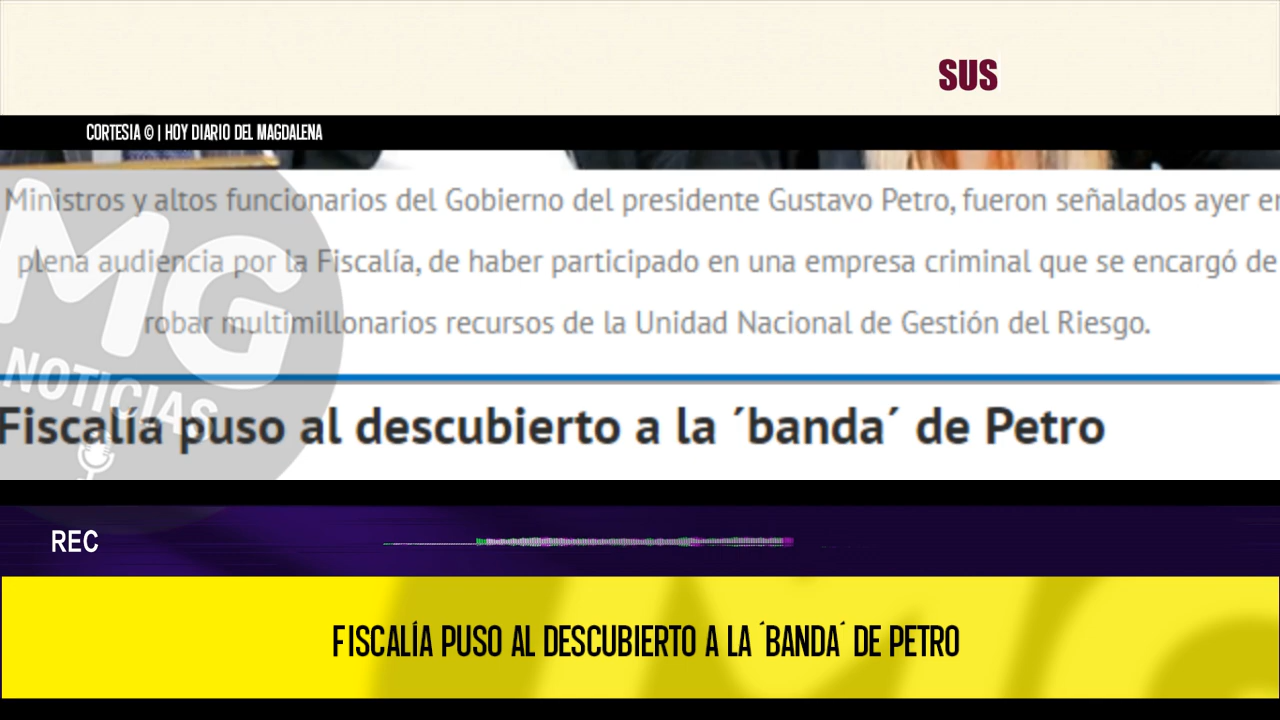 SUS
CORTESIA © | HOY DIARIO DEL MAGDALENA
Ministros y altos funcionarios del Gobierno del presidente Gustavo Petro, fueron señalados ayer en
plena audiencia por la Fiscalía, de haber participado en una empresa criminal que se encargó de
robar multimillonarios recursos de la Unidad Nacional de Gestión del Riesgo.
MG
NOTICIAS
Fiscalía puso al descubierto a la ´banda´ de Petro
REC
FISCALÍA PUSO AL DESCUBIERTO A LA ´BANDA´ DE PETRO